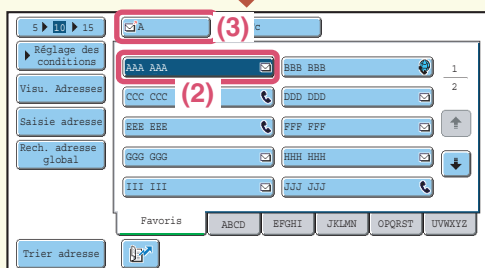 5 10 15
A
(3)
c
Réglage des
conditions
Visu. Adresses
Saisie adresse
Rech. adresse
global
Trier adresse
AAA AAA
BBB BBB
(2)
CCC CCC
DDD DDD
EEE EEE
FFF FFF
GGG GGG
HHH HHH
III III
JJJ JJJ
1
2
Favoris
ABCD
EFGHI
JKLMN
OPQRST
UVWXYZ